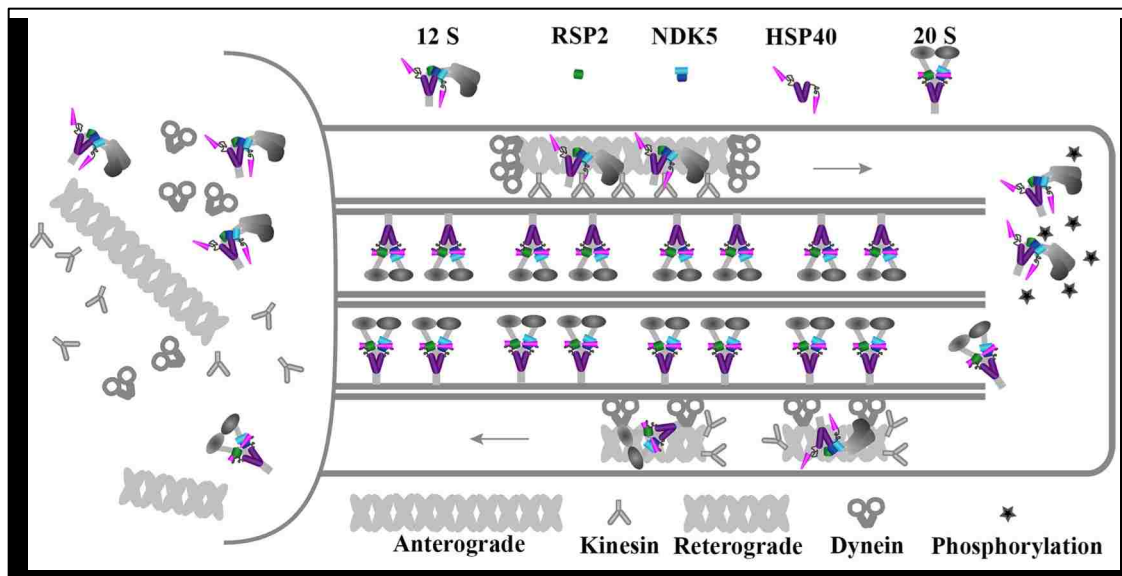 12 S RSP2 NDK5 HSP40 20 S
Anterograde Kinesin Reterograde Dynein Phosphorylation